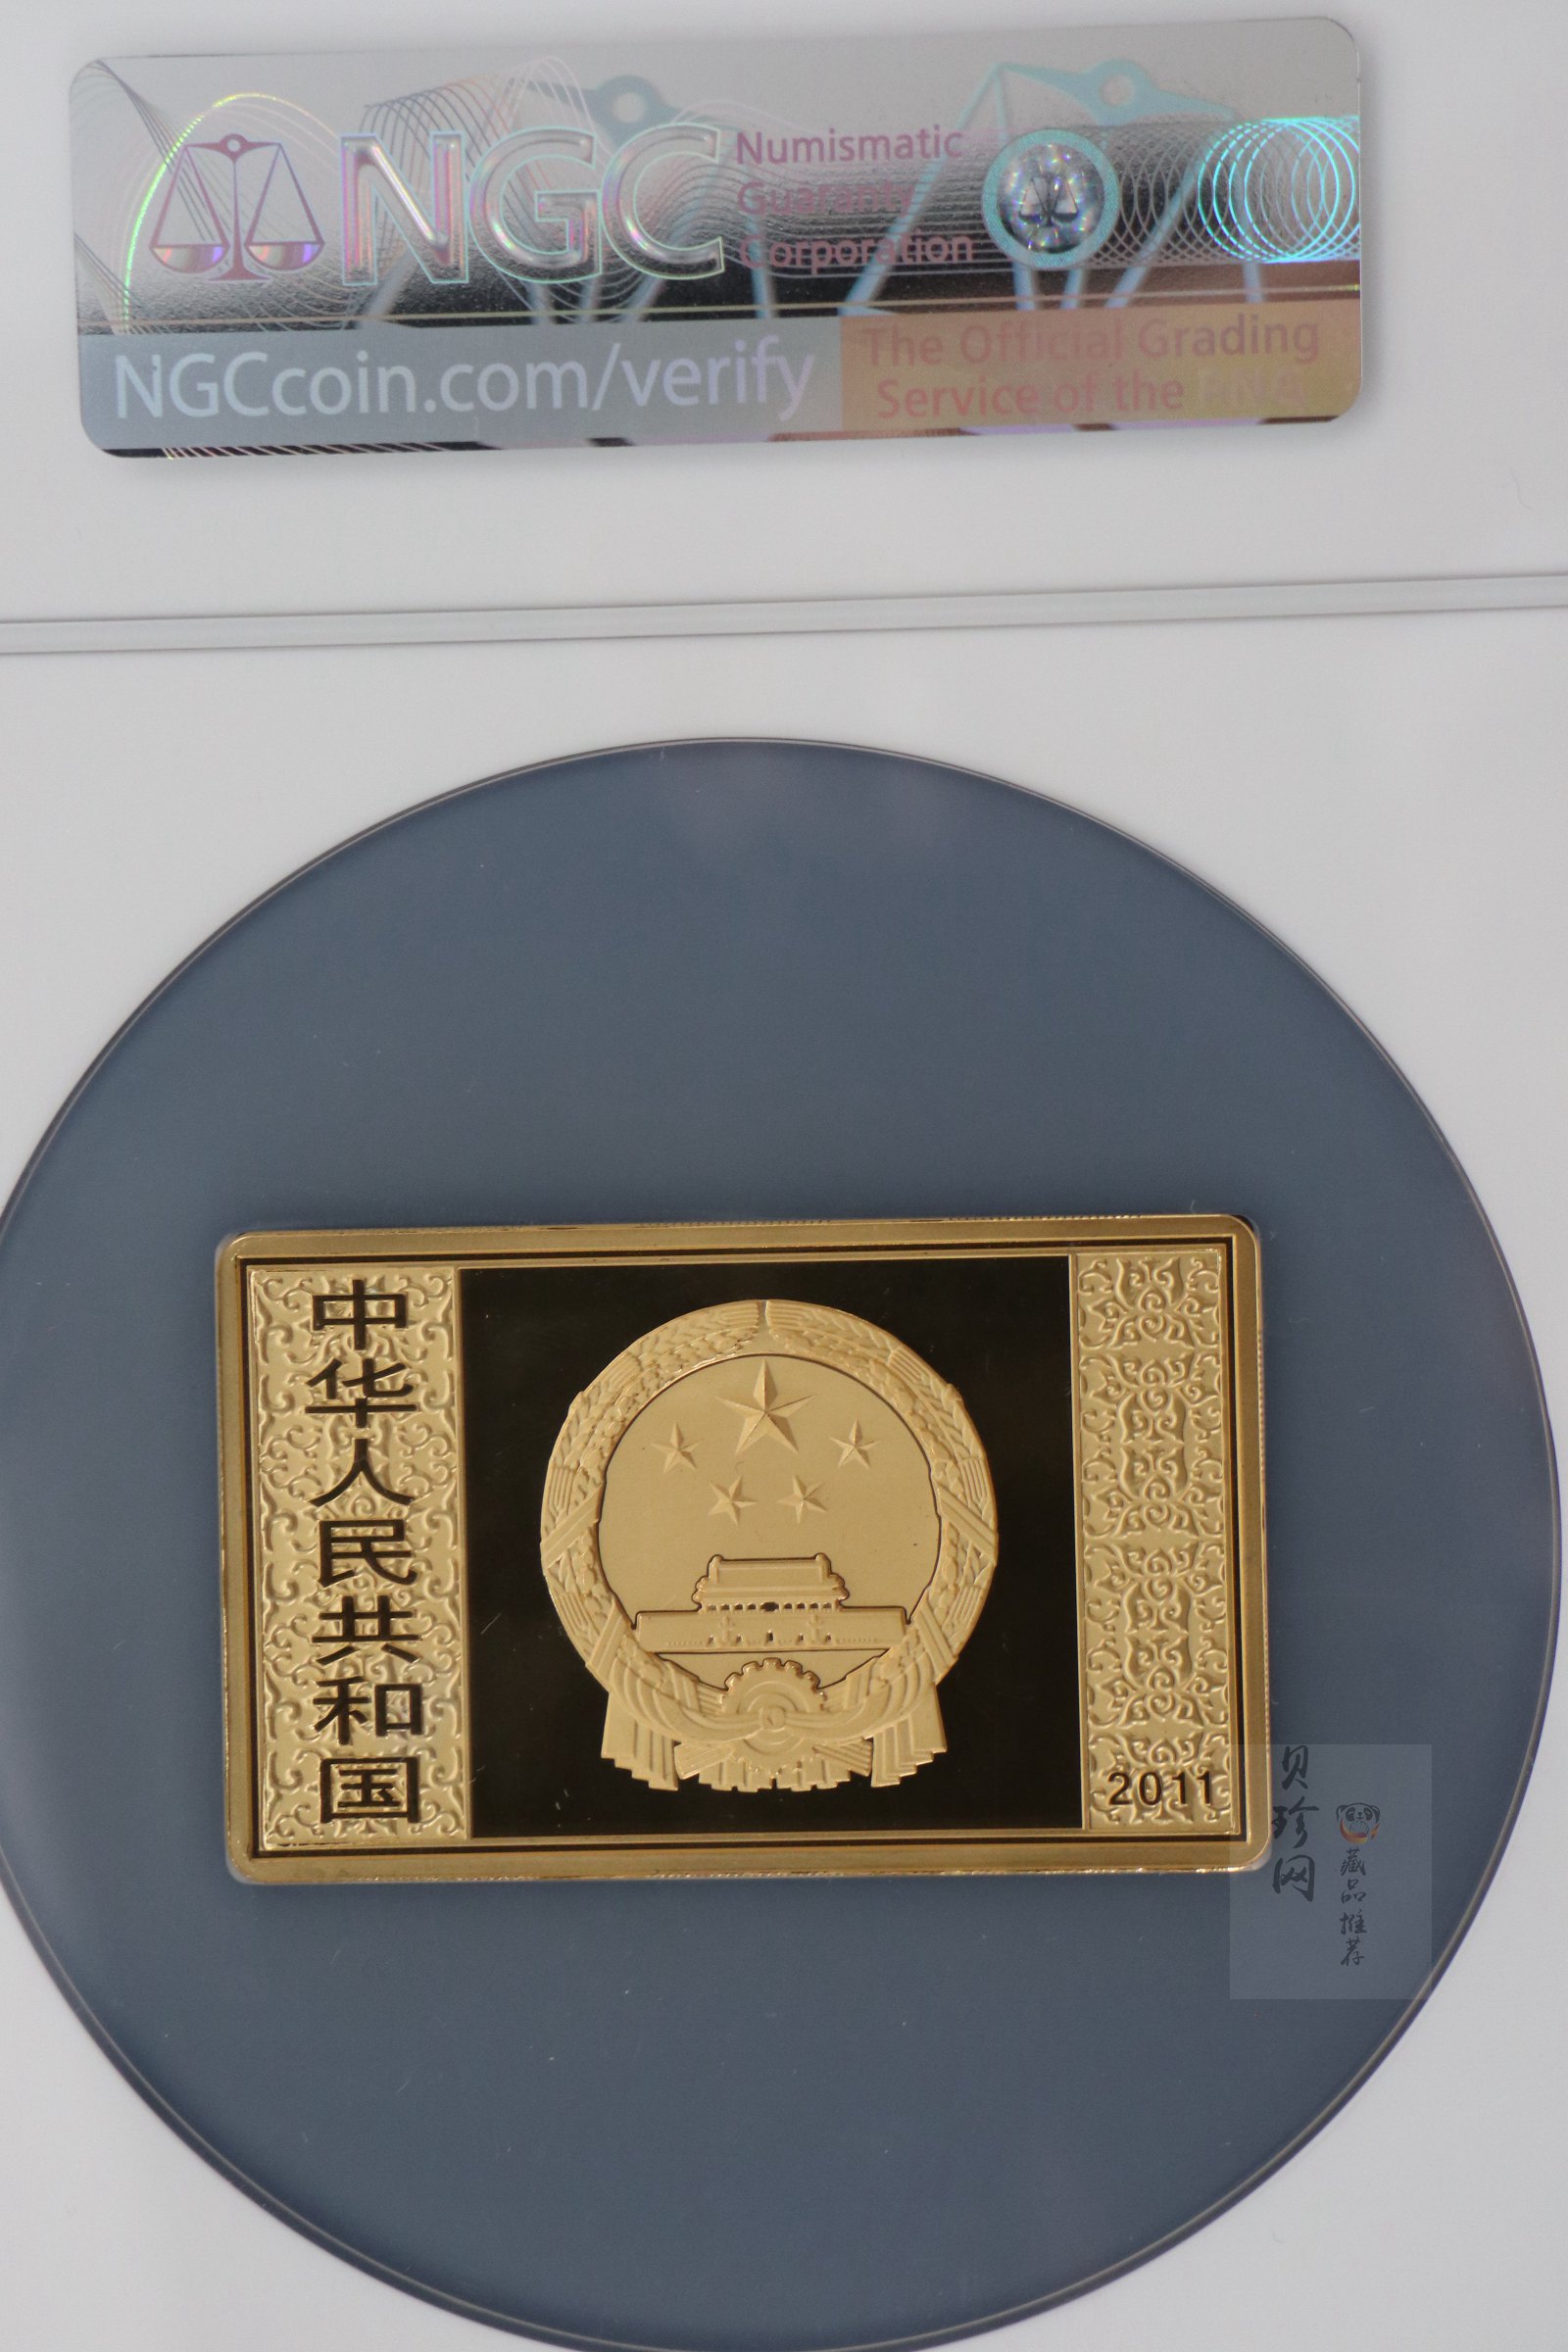 NGC
Numismatic
Guaranty
Corporation
NGCcoin.com/verify
The Official Grading
Service of the ANA
中华人民共和国
2011
贝珍网
藏品推荐